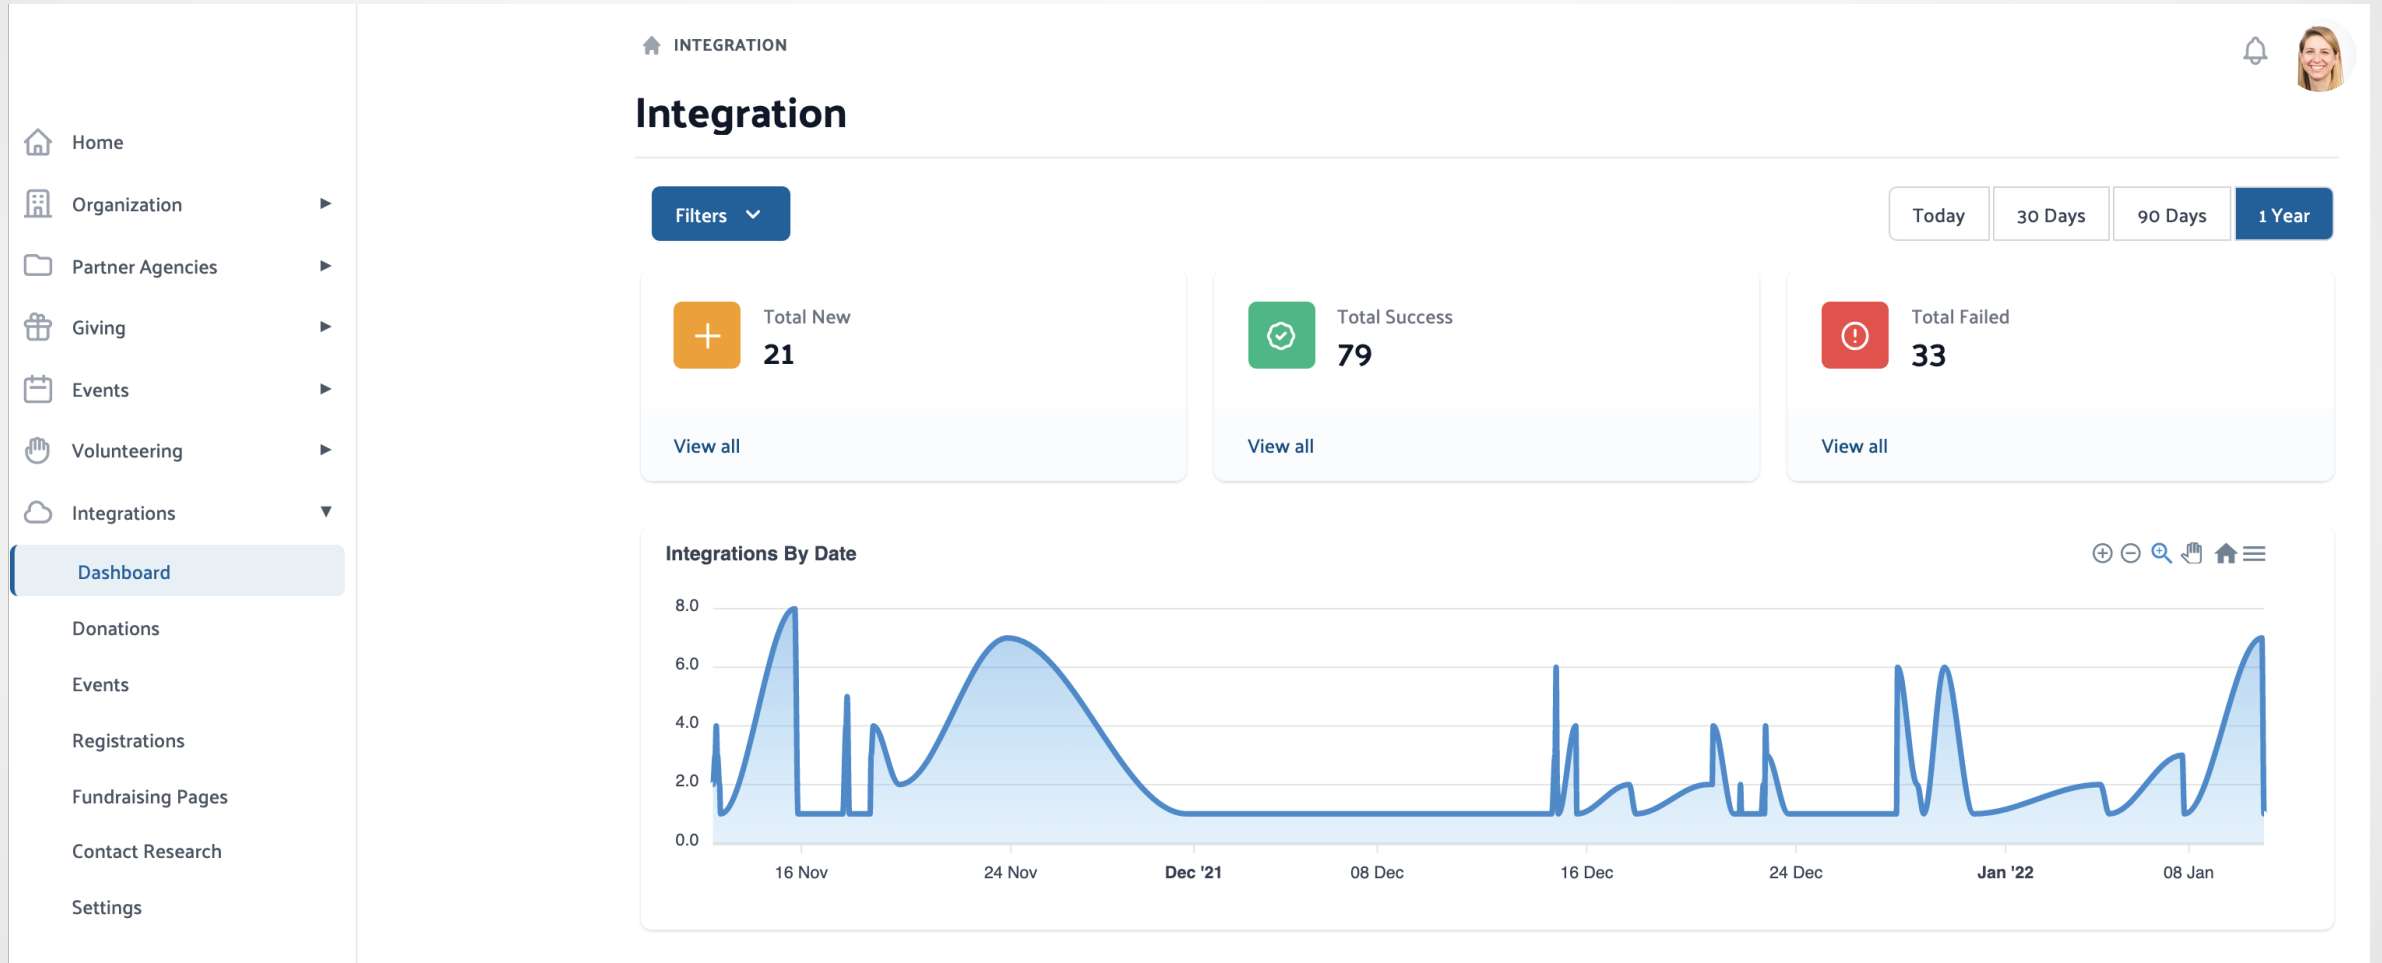 INTEGRATION
Integration
Home
Organization
Partner Agencies
Giving
Events
Volunteering
Integrations
Dashboard
Donations
Events
Registrations
Fundraising Pages
Contact Research
Settings
Filters
Today 30 Days 90 Days 1 Year
Total New
21
View all
Total Success
79
View all
Total Failed
33
View all
Integrations By Date
8.0
6.0
4.0
2.0
0.0
16 Nov 24 Nov Dec '21 08 Dec 16 Dec 24 Dec Jan '22 08 Jan